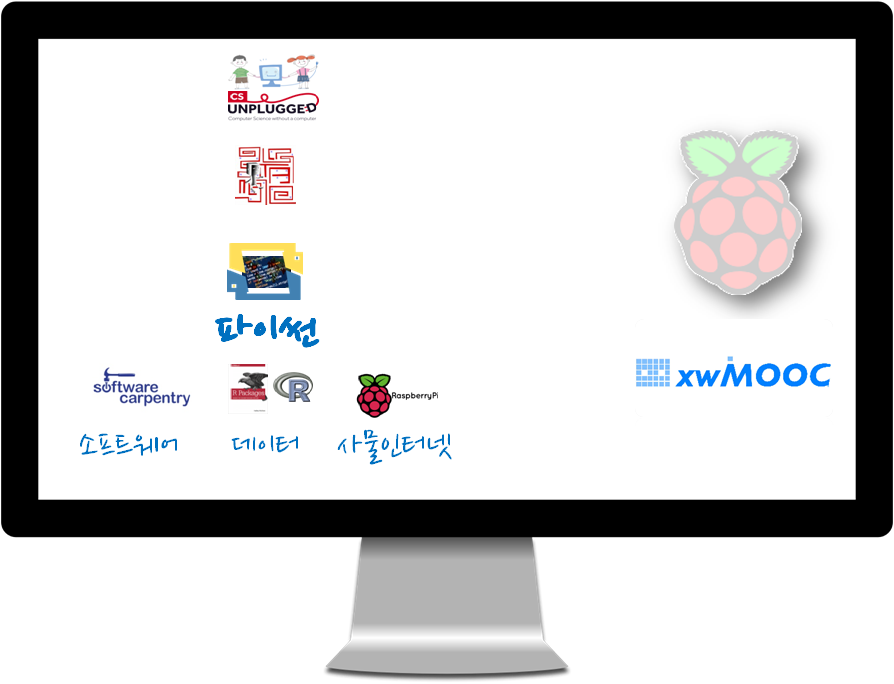 CS
UNPLUGGED
Computer Science without a computer
파이썬
software
carpentry
R Packages
R
RaspberryPi
xwMOOC
소프트웨어
데이터
사물인터넷